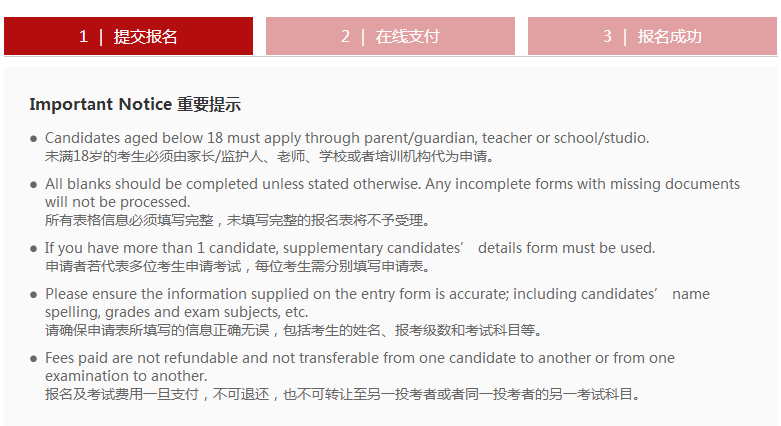 1 | 提交报名
2 | 在线支付
3 | 报名成功
Important Notice 重要提示
● Candidates aged below 18 must apply through parent/guardian, teacher or school/studio.
未满18岁的考生必须由家长/监护人、老师、学校或者培训机构代为申请。
● All blanks should be completed unless stated otherwise. Any incomplete forms with missing documents
will not be processed.
所有表格信息必须填写完整，未填写完整的报名表将不予受理。
● If you have more than 1 candidate, supplementary candidates’ details form must be used.
申请者若代表多位考生申请考试，每位考生需分别填写申请表。
● Please ensure the information supplied on the entry form is accurate; including candidates’ name
spelling, grades and exam subjects, etc.
请确保申请表所填写的信息正确无误，包括考生的姓名、报考级数和考试科目等。
● Fees paid are not refundable and not transferable from one candidate to another or from one
examination to another.
报名及考试费用一旦支付，不可退还，也不可转让至另一投考者或者同一投考者的另一考试科目。